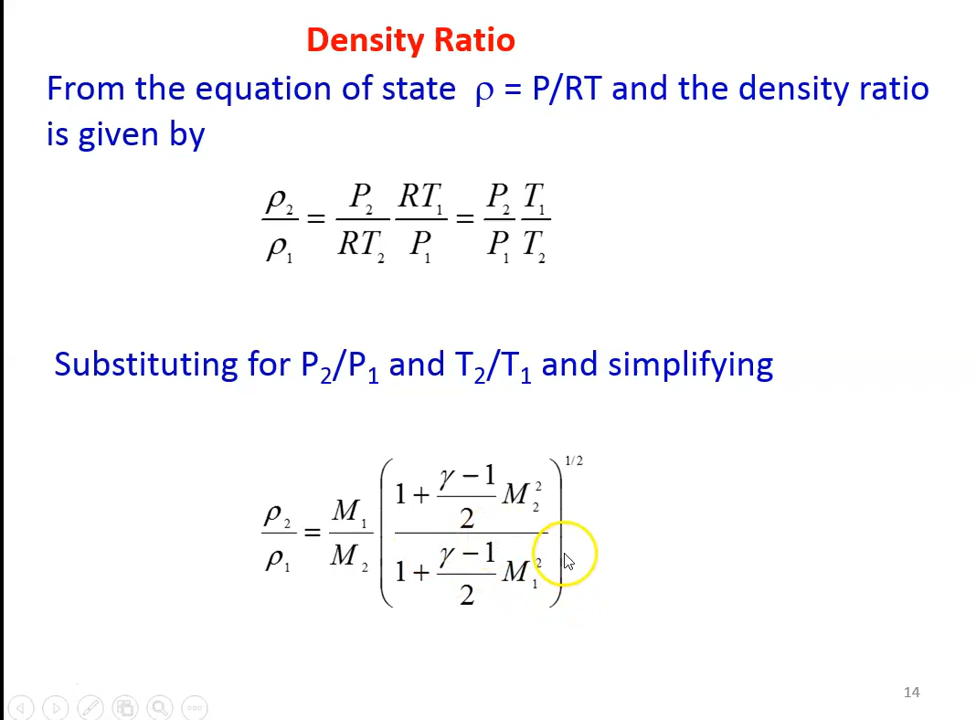 Density Ratio
From the equation of state ρ = P/RT and the density ratio
is given by
ρ₂/ρ₁ = P₂/RT₂ RT₁/P₁ = P₂/P₁ T₁/T₂
Substituting for P₂/P₁ and T₂/T₁ and simplifying
ρ₂/ρ₁ = M₁/M₂ ((1 + (γ − 1)/2 M₂²)/(1 + (γ − 1)/2 M₁²))^1/2
14